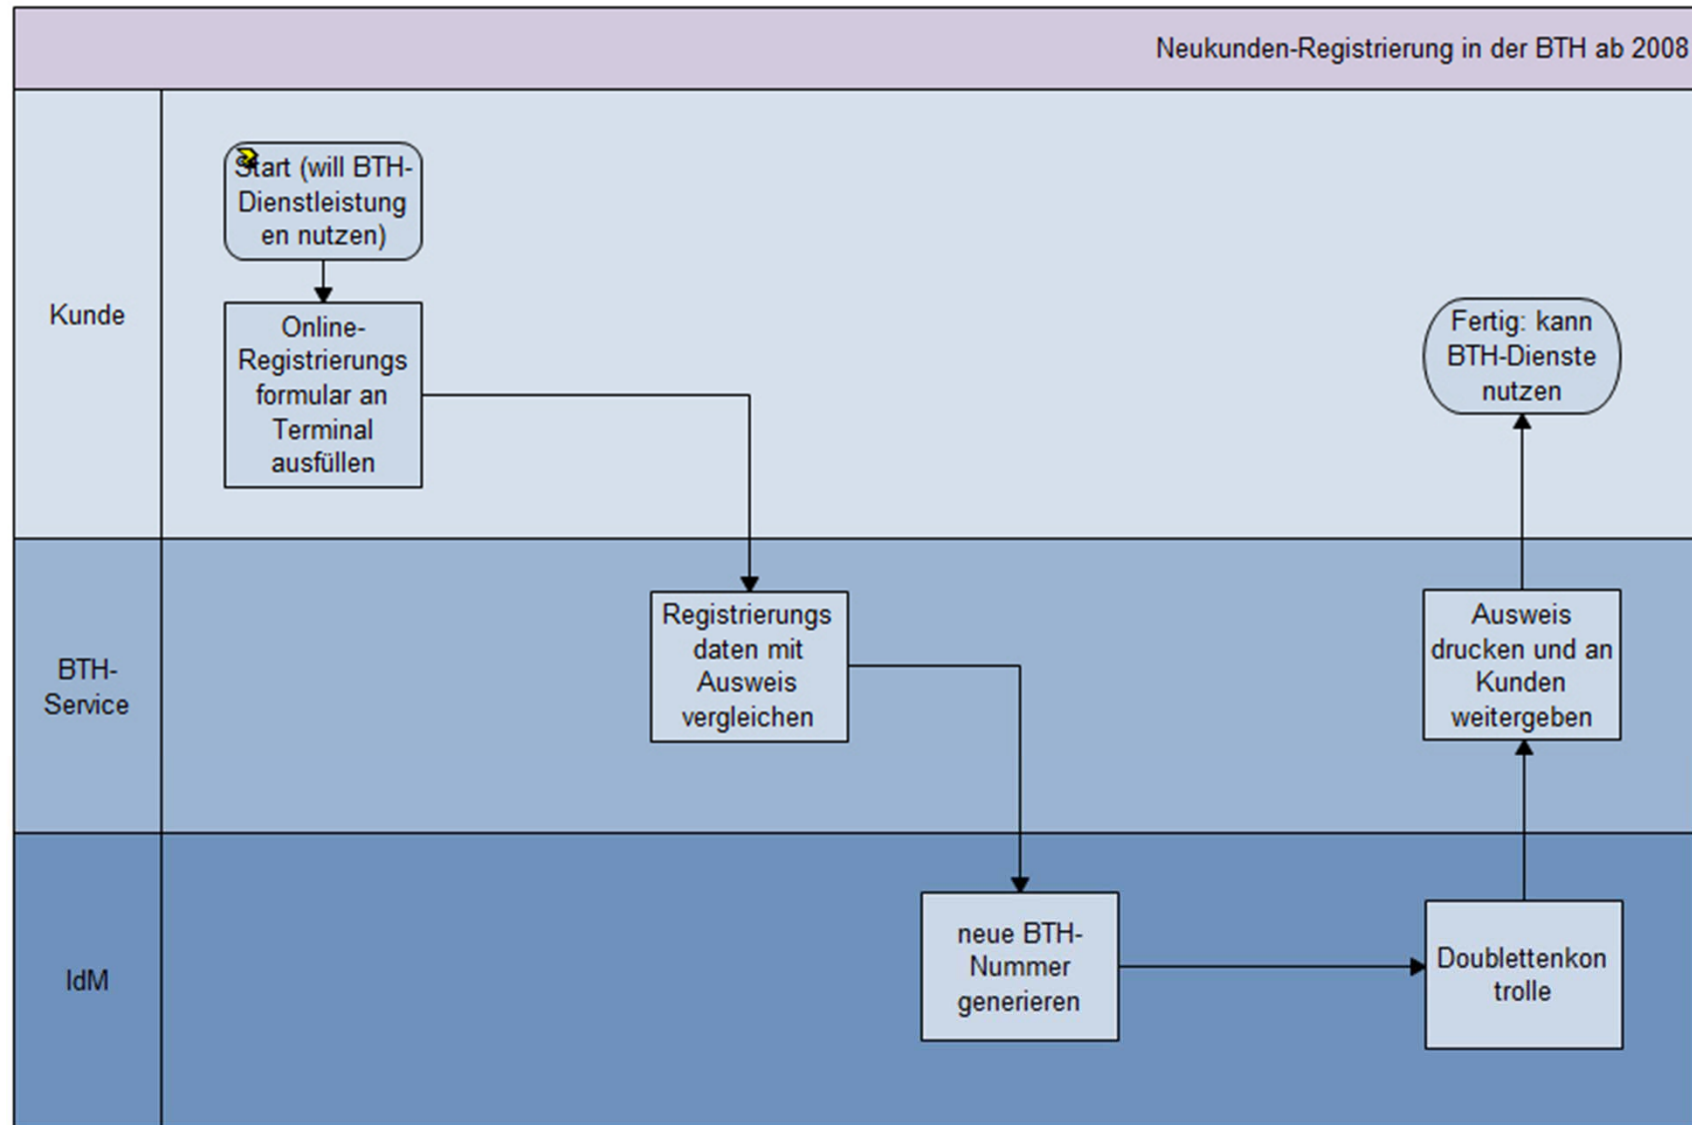 Neukunden-Registrierung in der BTH ab 2008
Kunde
Start (will BTH-
Dienstleistung
en nutzen)
Online-
Registrierungs
formular an
Terminal
ausfüllen
Fertig: kann
BTH-Dienste
nutzen
BTH-
Service
Registrierungs
daten mit
Ausweis
vergleichen
Ausweis
drucken und an
Kunden
weitergeben
IdM
neue BTH-
Nummer
generieren
Doublettenkon
trolle